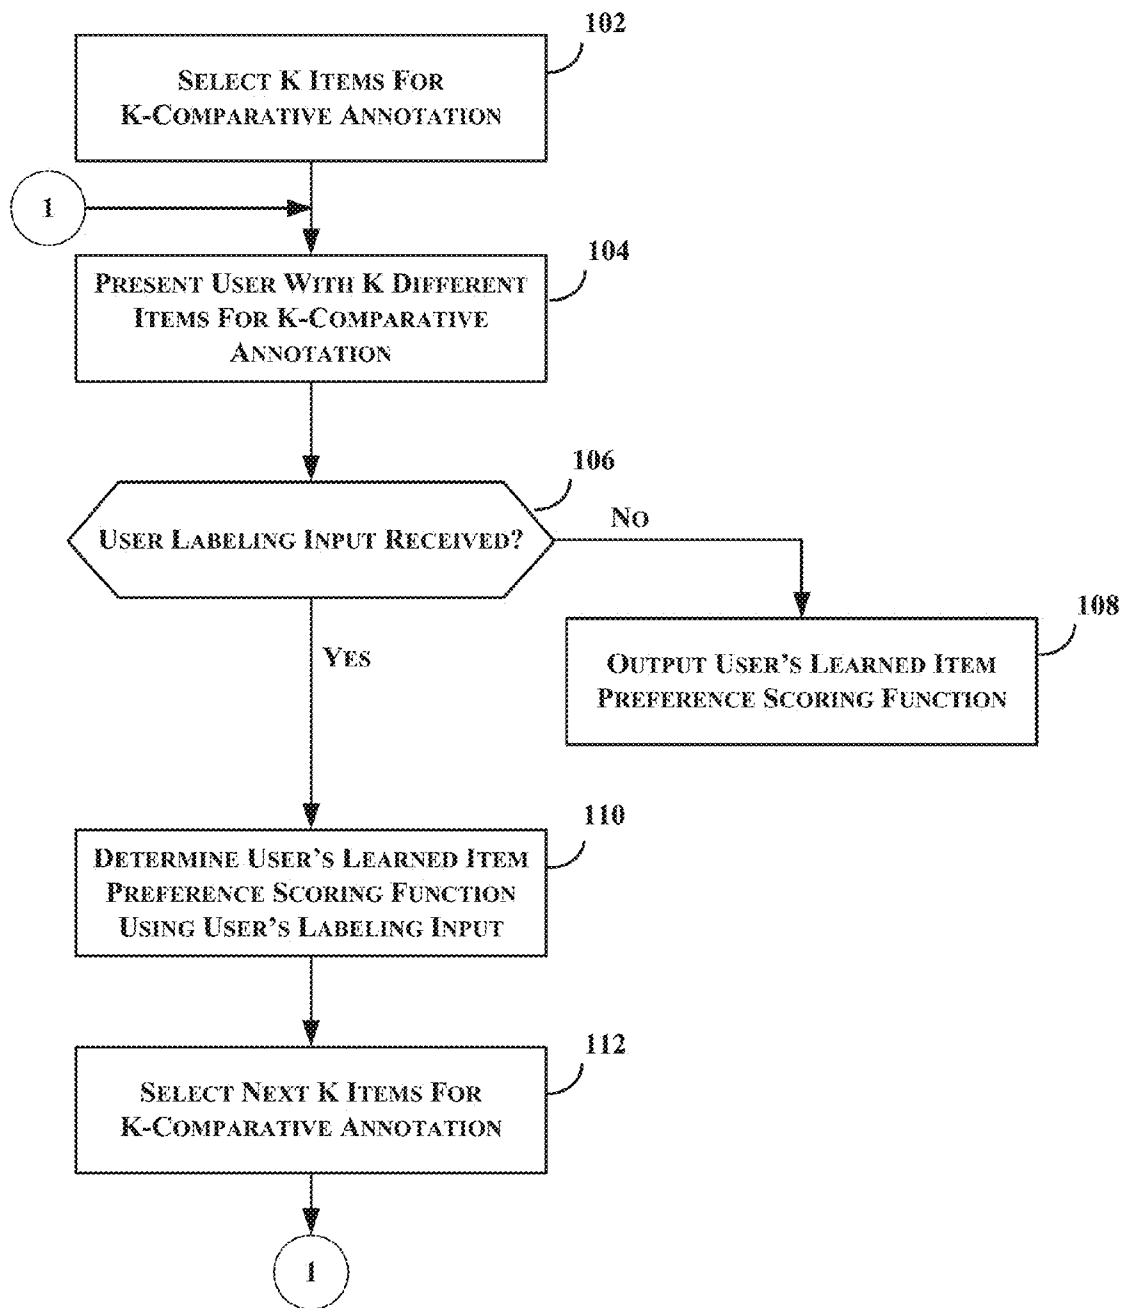 102
SELECT K ITEMS FOR
K-COMPARATIVE ANNOTATION
1
104
PRESENT USER WITH K DIFFERENT
ITEMS FOR K-COMPARATIVE
ANNOTATION
106
USER LABELING INPUT RECEIVED?
NO
108
YES
OUTPUT USER'S LEARNED ITEM
PREFERENCE SCORING FUNCTION
110
DETERMINE USER'S LEARNED ITEM
PREFERENCE SCORING FUNCTION
USING USER'S LABELING INPUT
112
SELECT NEXT K ITEMS FOR
K-COMPARATIVE ANNOTATION
1